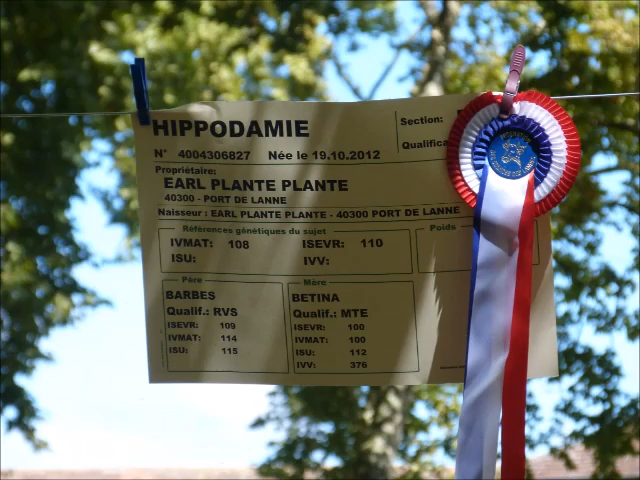 HIPPODAMIE
Section:
N° 4004306827 Née le 19.10.2012
Qualifica
Propriétaire:
EARL PLANTE PLANTE
40300 - PORT DE LANNE
Naisseur : EARL PLANTE PLANTE - 40300 PORT DE LANNE
Références génétiques du sujet
Poids
IVMAT: 108 ISEVR: 110
ISU: IVV:
Père
BARBES
Qualif.: RVS
ISEVR: 109
IVMAT: 114
ISU: 115
Mère
BETINA
Qualif.: MTE
ISEVR: 100
IVMAT: 100
ISU: 112
IVV: 376